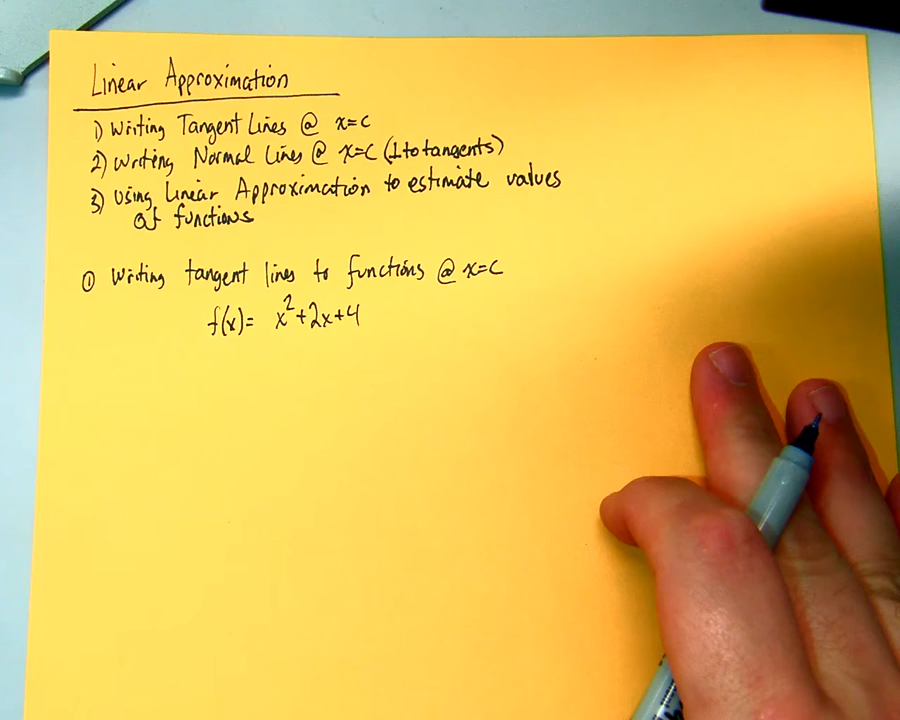 Linear Approximation
1) Writing Tangent Lines @ x=c
2) Writing Normal Lines @ x=c (⊥ to tangents)
3) Using Linear Approximation to estimate values
of functions
① Writing tangent lines to functions @ x=c
f(x)= x²+2x+4